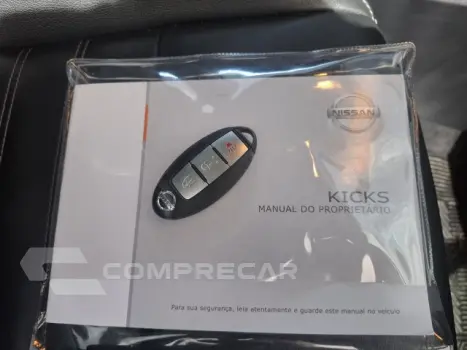 NISSAN
KICKS
MANUAL DO PROPRIETÁRIO
COMPRECAR
Para sua segurança, leia atentamente e guarde este manual no veículo